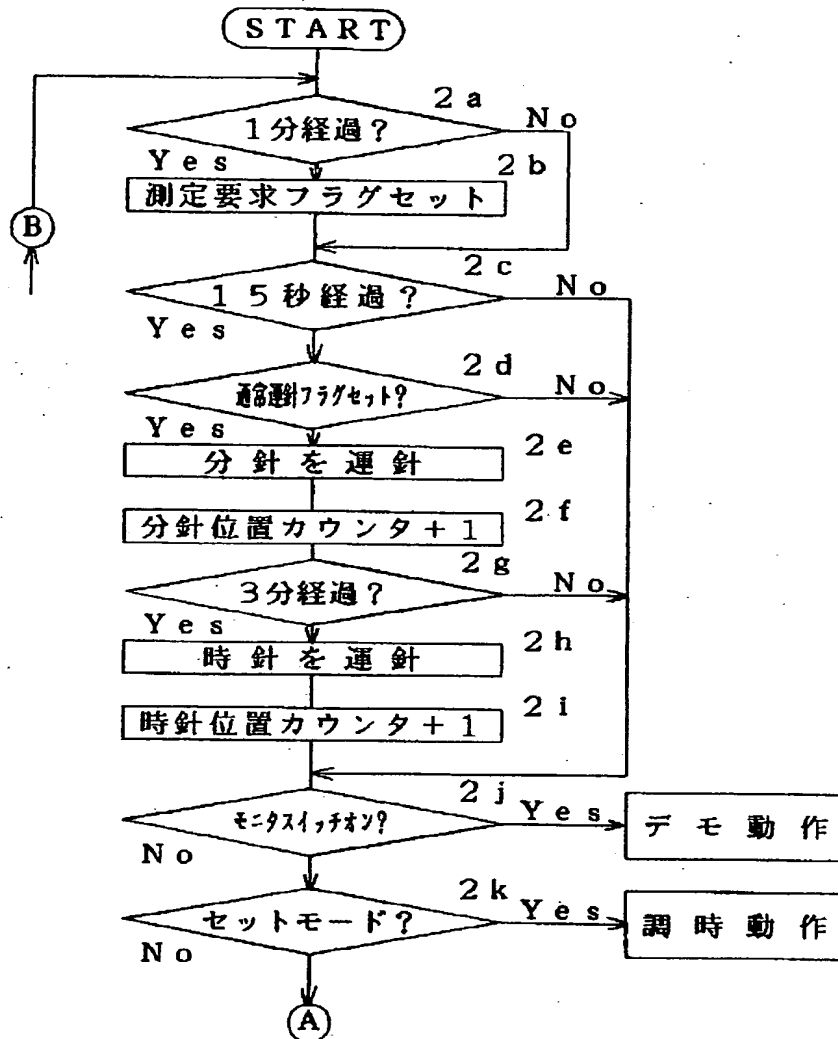 START
2a
1分経過?
No
Yes
2b
測定要求フラグセット
B
2c
15秒経過?
No
Yes
2d
通常運針フラグセット?
No
Yes
2e
分針を運針
2f
分針位置カウンタ+1
2g
3分経過?
No
Yes
2h
時針を運針
2i
時針位置カウンタ+1
2j
モニタスイッチオン?
Yes
デモ動作
No
2k
セットモード?
Yes
調時動作
No
A